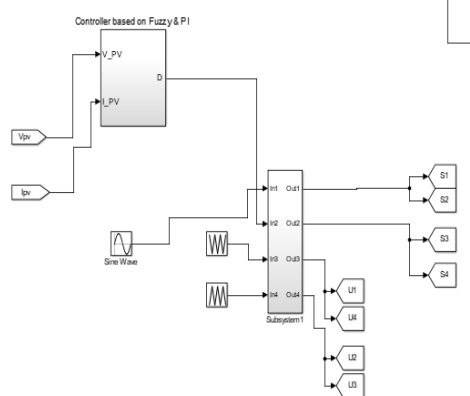 Controller based on Fuzzy & PI
V_PV
D
I_PV
Vpv
Ipv
Sine Wave
In1 Out1
In2 Out2
In3 Out3
In4 Out4
Subsystem1
S1
S2
S3
S4
U1
U4
U2
U3